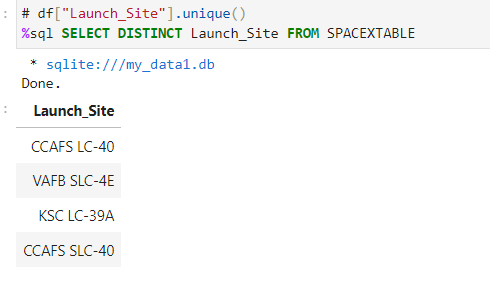 : # df["Launch_Site"].unique()
%sql SELECT DISTINCT Launch_Site FROM SPACEXTABLE
* sqlite:///my_data1.db
Done.
: Launch_Site
CCAFS LC-40
VAFB SLC-4E
KSC LC-39A
CCAFS SLC-40